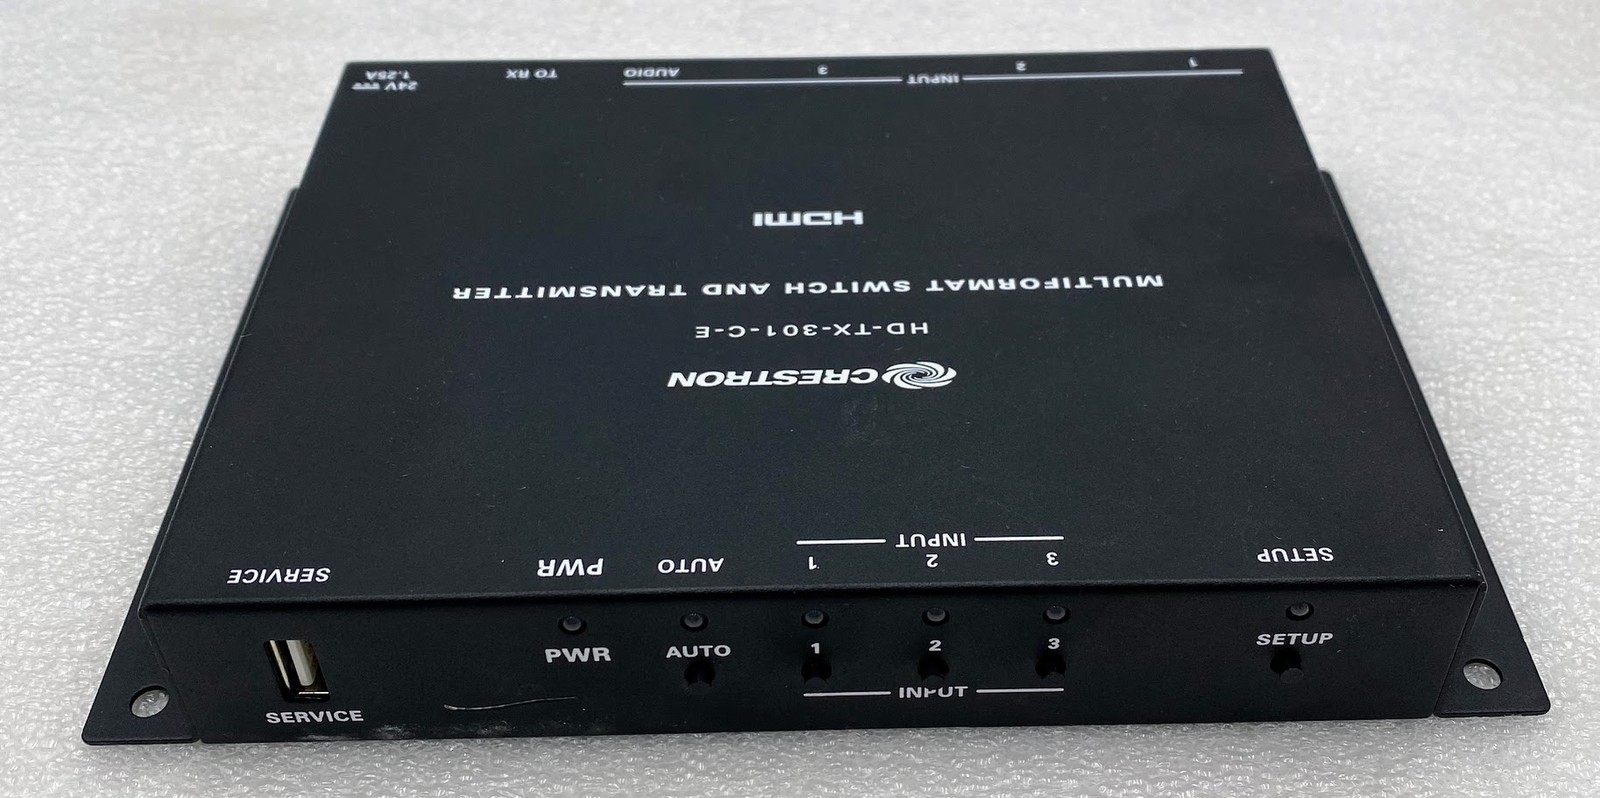 24V ⎓
1.25A
TO RX
AUDIO
INPUT
3
2
1
HDMI
MULTIFORMAT SWITCH AND TRANSMITTER
HD-TX-301-C-E
CRESTRON
SERVICE
PWR
AUTO
INPUT
1
2
3
SETUP
PWR
AUTO
1
2
3
INPUT
SETUP
SERVICE